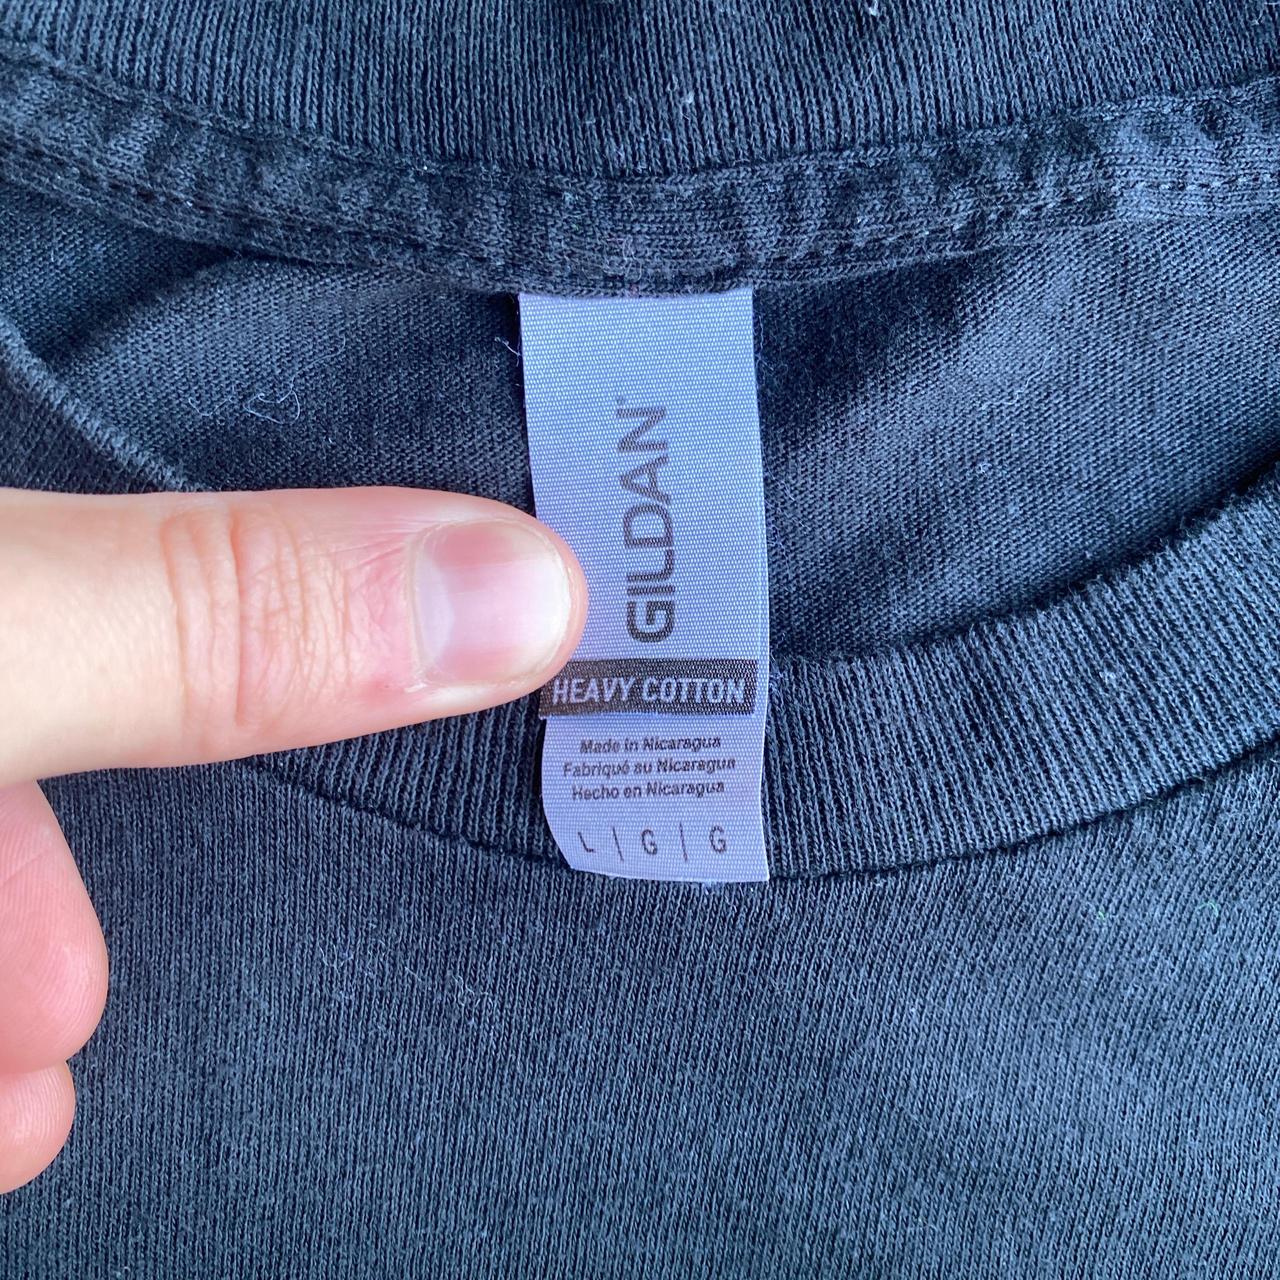 GILDAN
HEAVY COTTON
Made in Nicaragua
Fabriqué au Nicaragua
Hecho en Nicaragua
L | G | G